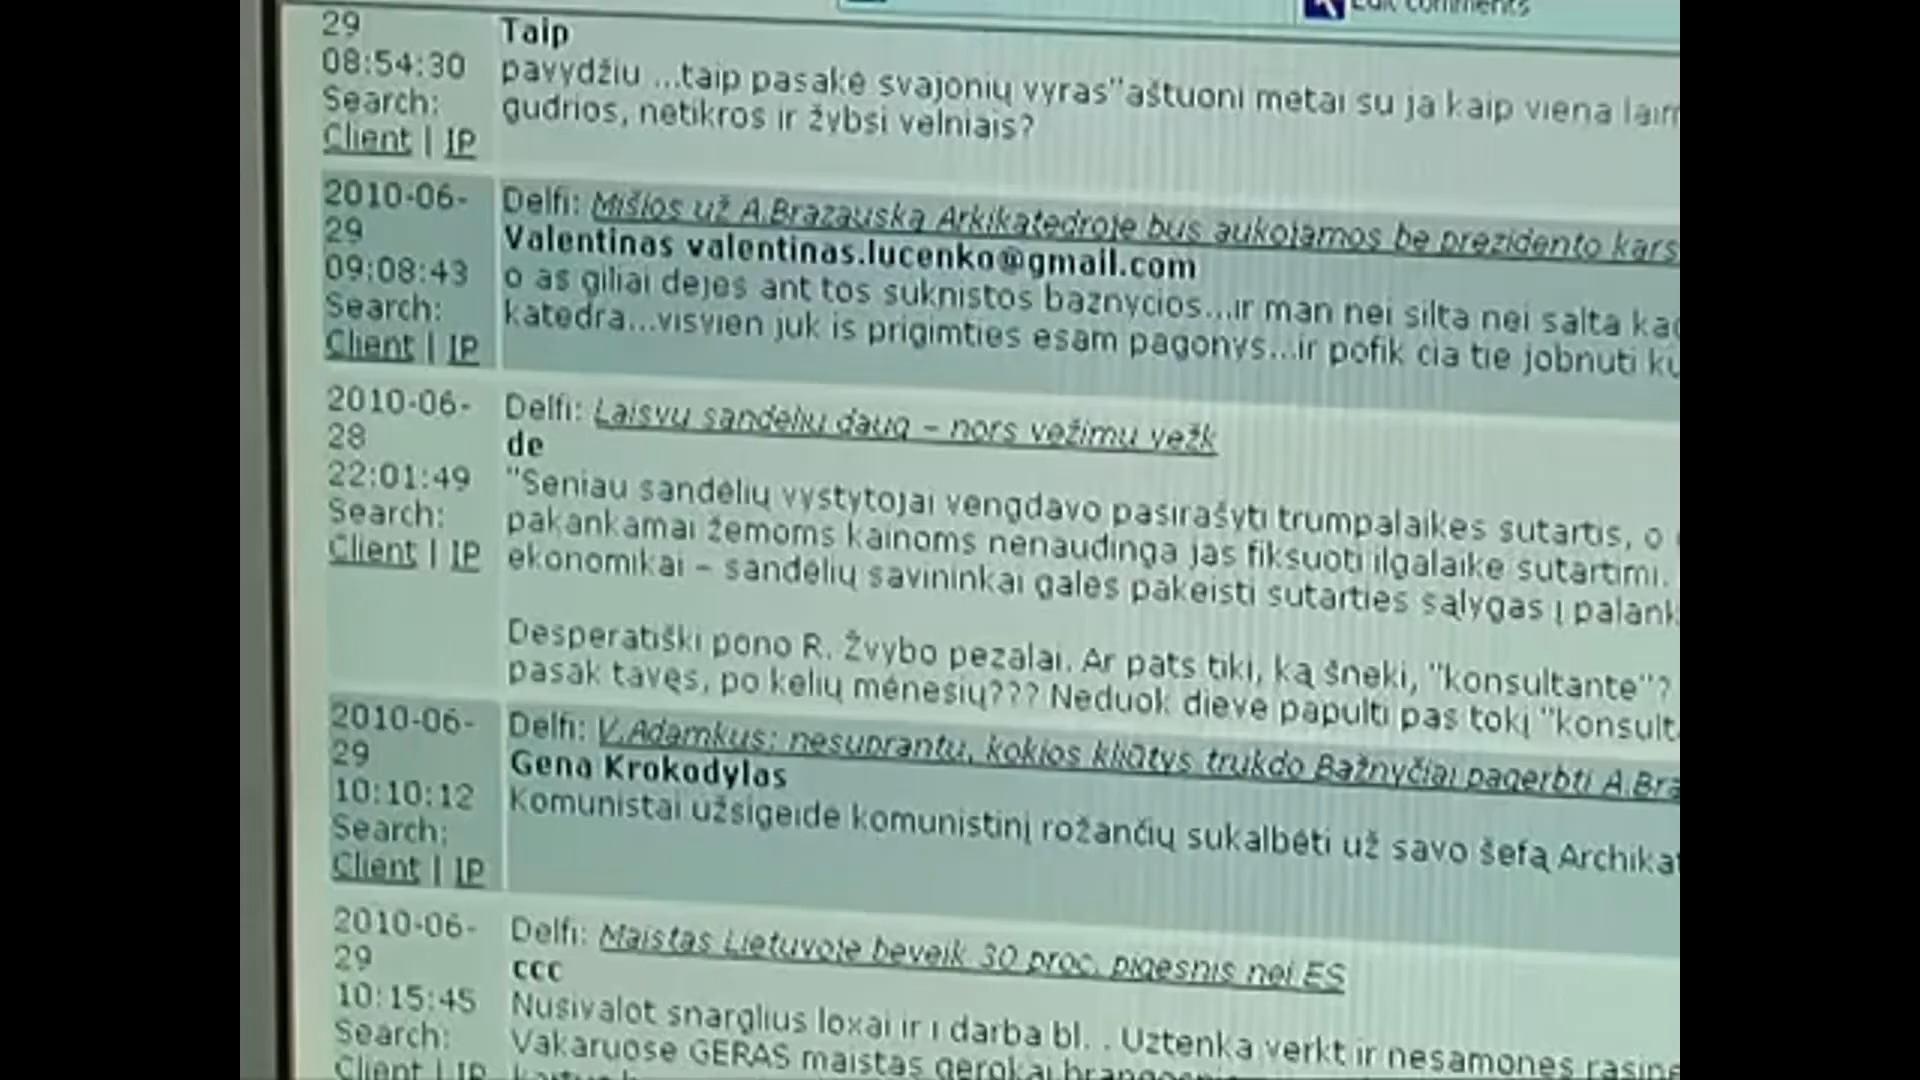 Edit comments
29
08:54:30
Search:
Client | IP
Taip
pavydžiu ...taip pasakė svajonių vyras"aštuoni metai su ja kaip viena
gudrios, netikros ir žybsi velniais?
2010-06-
29
09:08:43
Search:
Client | IP
Delfi: Mišios už A.Brazauską Arkikatedroje bus aukojamos be prezidento
Valentinas valentinas.lucenko@gmail.com
o as giliai dejes ant tos suknistos baznycios...ir man nei silta nei salta
katedra...visvien juk is prigimties esam pagonys...ir pofik cia tie jobnuti
2010-06-
28
22:01:49
Search:
Client | IP
Delfi: Laisvų sandėlių daug – nors vežimu vežk
de
"Seniau sandėlių vystytojai vengdavo pasirašyti trumpalaikes sutartis, o
pakankamai žemoms kainoms nenaudinga jas fiksuoti ilgalaike sutartimi.
ekonomikai – sandėlių savininkai galės pakeisti sutarties sąlygas į
Desperatiški pono R. Žvybo pezalai. Ar pats tiki, ką šneki, "konsultante"?
pasak tavęs, po kelių mėnesių??? Neduok dieve papulti pas tokį
2010-06-
29
10:10:12
Search:
Client | IP
Delfi: V.Adamkus: nesuprantu, kokios kliūtys trukdo Bažnyčiai pagerbti
Gena Krokodylas
Komunistai užsigeidė komunistinį rožančių sukalbėti už savo šefą
2010-06-
29
10:15:45
Search:
Client | IP
Delfi: Maistas Lietuvoje beveik 30 proc. pigesnis nei ES
ccc
Nusivalot snarglius loxai ir i darba bl. . Uztenka verkt ir nesamones
Vakaruose GERAS maistas gerokai